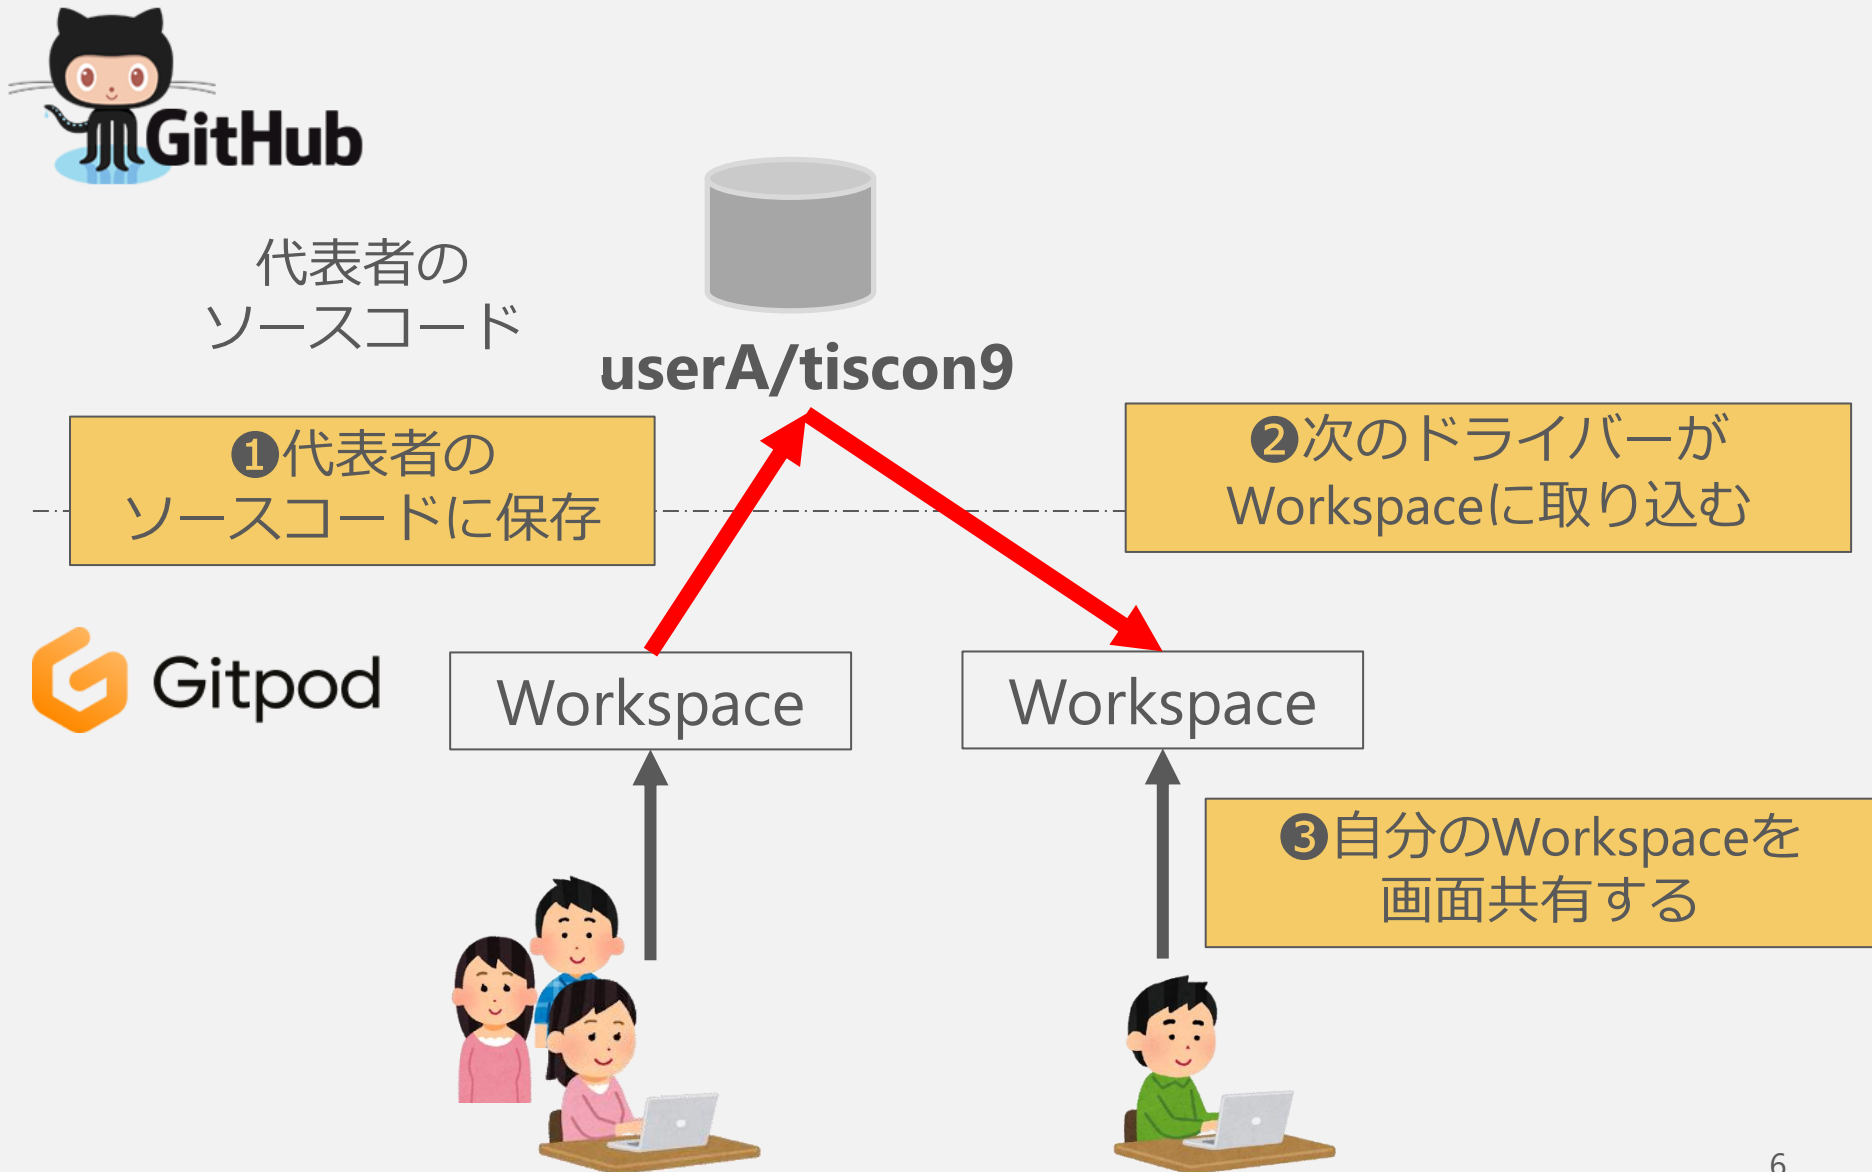 GitHub
代表者の
ソースコード
userA/tiscon9
❶代表者の
ソースコードに保存
❷次のドライバーが
Workspaceに取り込む
Gitpod
Workspace
Workspace
❸自分のWorkspaceを
画面共有する
6